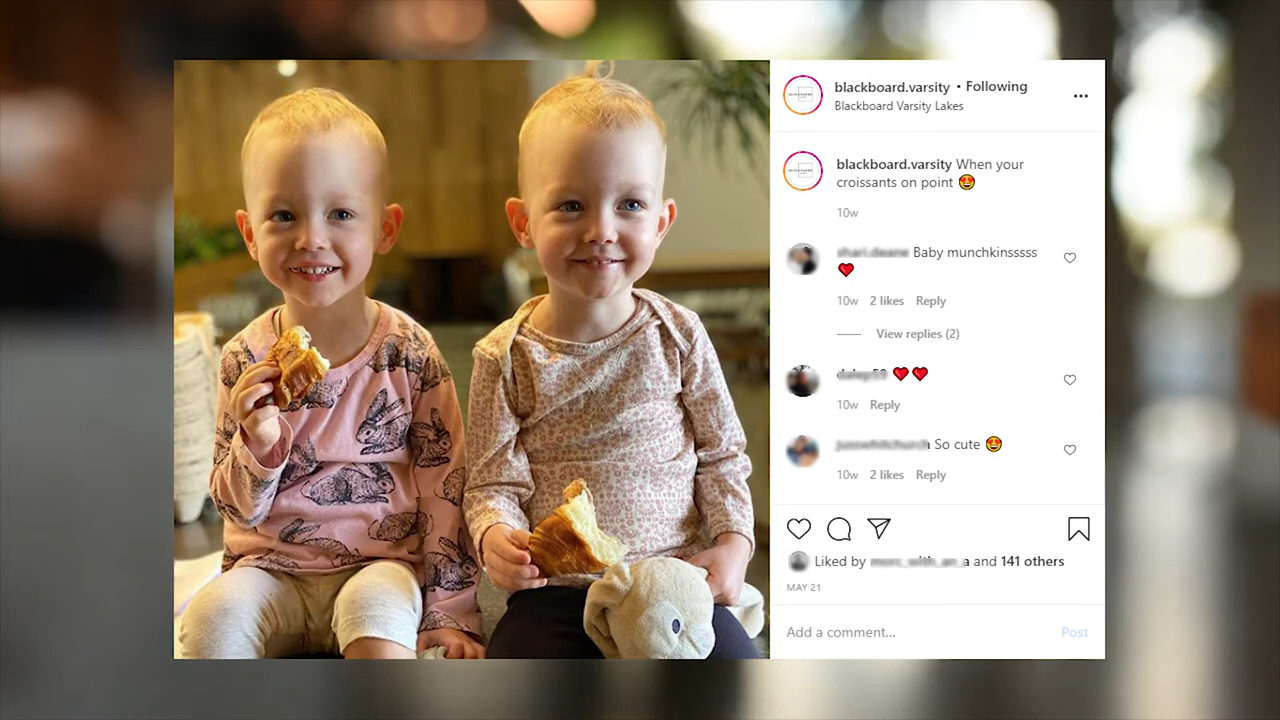 blackboard.varsity • Following
Blackboard Varsity Lakes
blackboard.varsity When your
croissants on point 😍
10w
Baby munchkinsssss
❤️
10w 2 likes Reply
View replies (2)
❤️❤️
10w Reply
So cute 😍
10w 2 likes Reply
Liked by and 141 others
MAY 21
Add a comment... Post